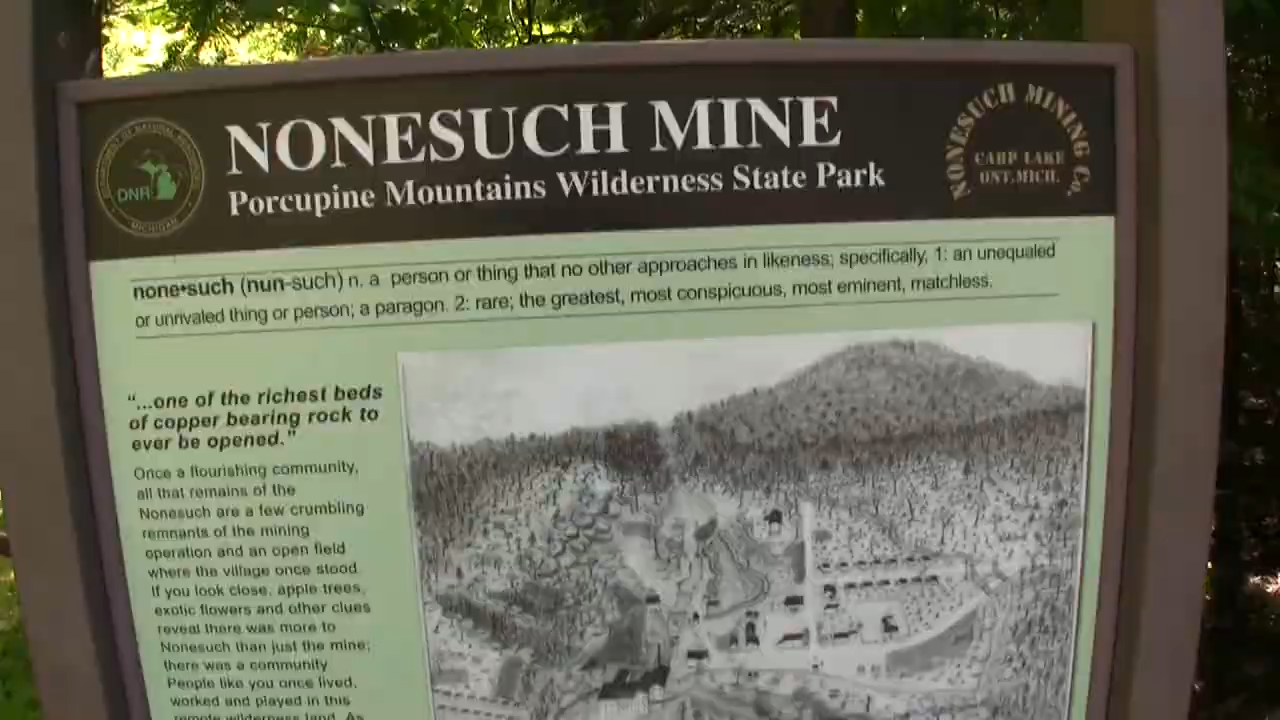 NONESUCH MINE
Porcupine Mountains Wilderness State Park
DEPARTMENT OF NATURAL RESOURCES
DNR
MICHIGAN
NONESUCH MINING Co.
CARP LAKE
ONT. MICH.
none•such (nun-such) n. a person or thing that no other approaches in likeness; specifically, 1: an unequaled
or unrivaled thing or person; a paragon. 2: rare; the greatest, most conspicuous, most eminent, matchless.
"...one of the richest beds
of copper bearing rock to
ever be opened."
Once a flourishing community,
all that remains of the
Nonesuch are a few crumbling
remnants of the mining
operation and an open field
where the village once stood.
If you look close, apple trees,
exotic flowers and other clues
reveal there was more to
Nonesuch than just the mine;
there was a community.
People like you once lived,
worked and played in this
remote wilderness land. As